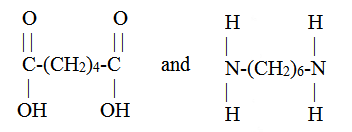 O O H H
C-(CH2)4-C and N-(CH2)6-N
OH OH H H